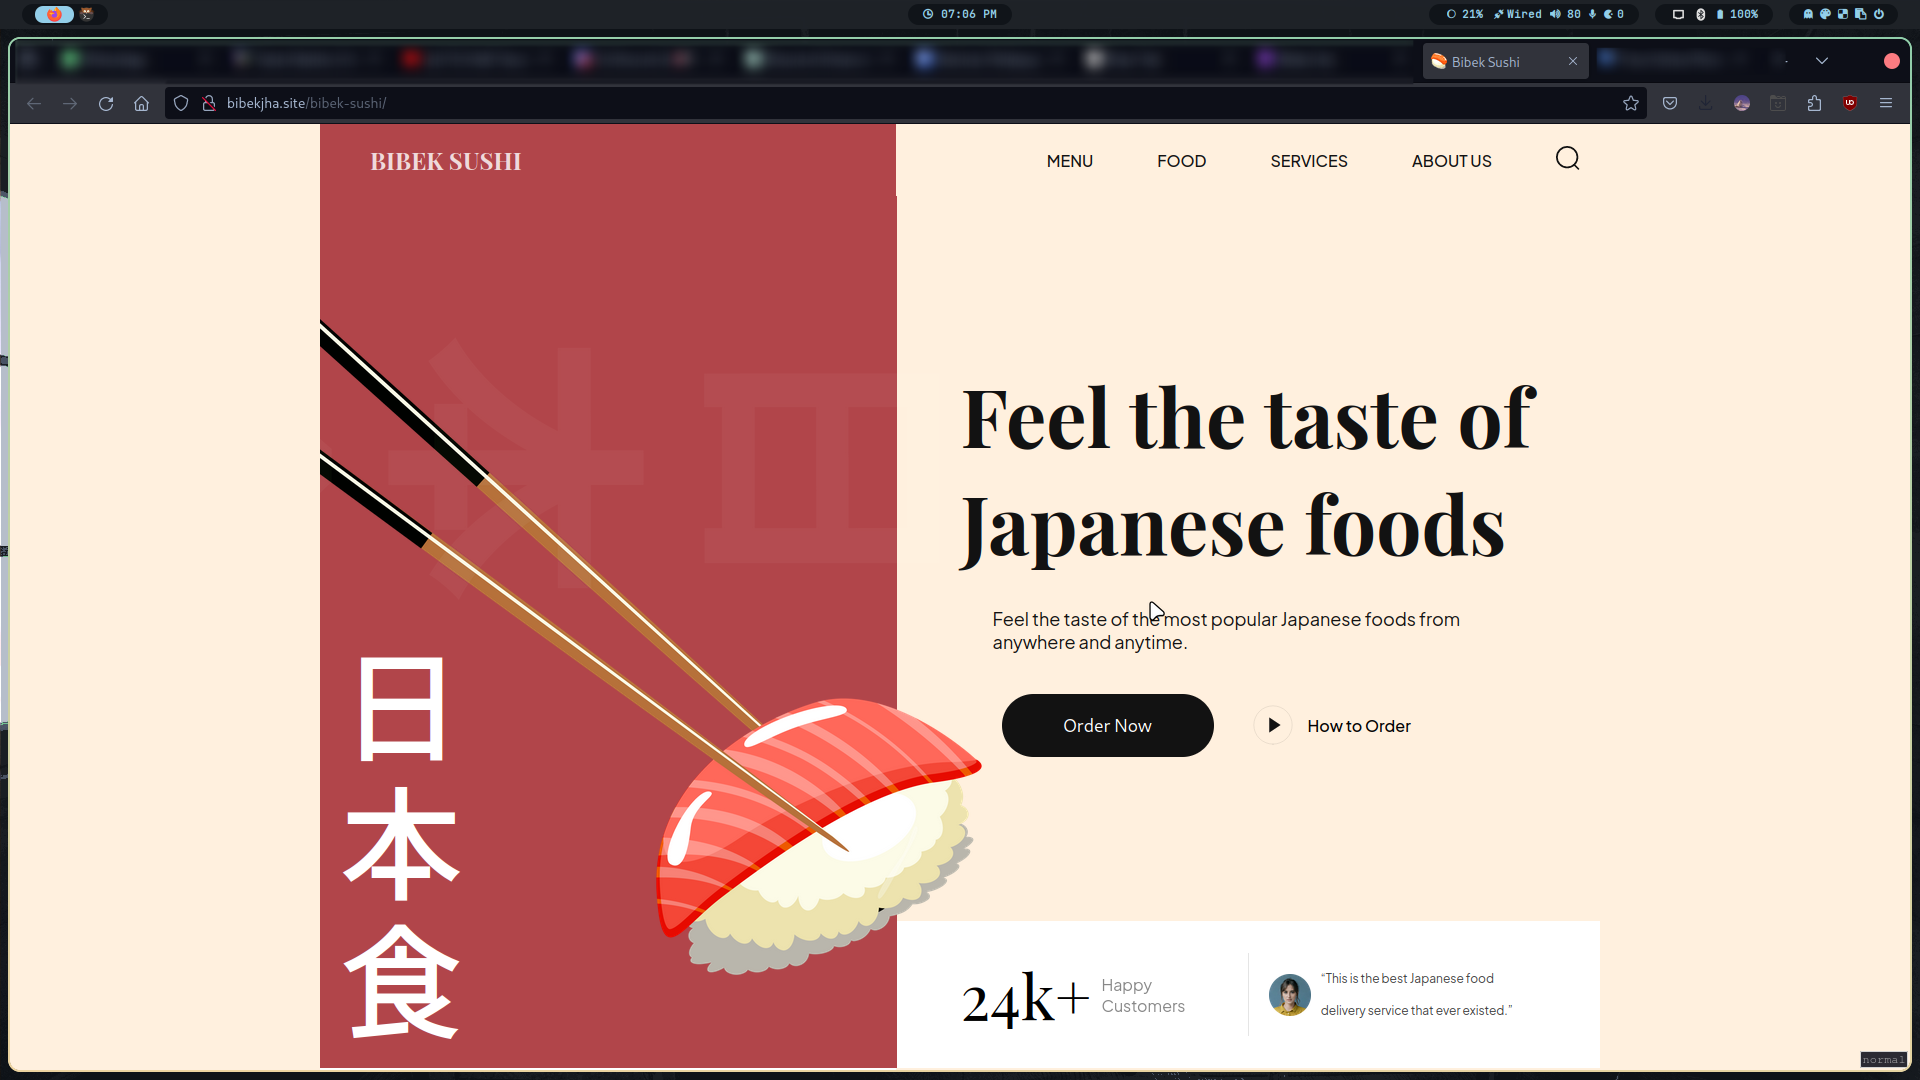 07:06 PM
21% Wired 80 0
100%
Bibek Sushi
bibekjha.site/bibek-sushi/
BIBEK SUSHI
MENU FOOD SERVICES ABOUT US
Feel the taste of
Japanese foods
Feel the taste of the most popular Japanese foods from
anywhere and anytime.
Order Now
How to Order
日
本
食
24k+
Happy
Customers
“This is the best Japanese food
delivery service that ever existed.”
normal